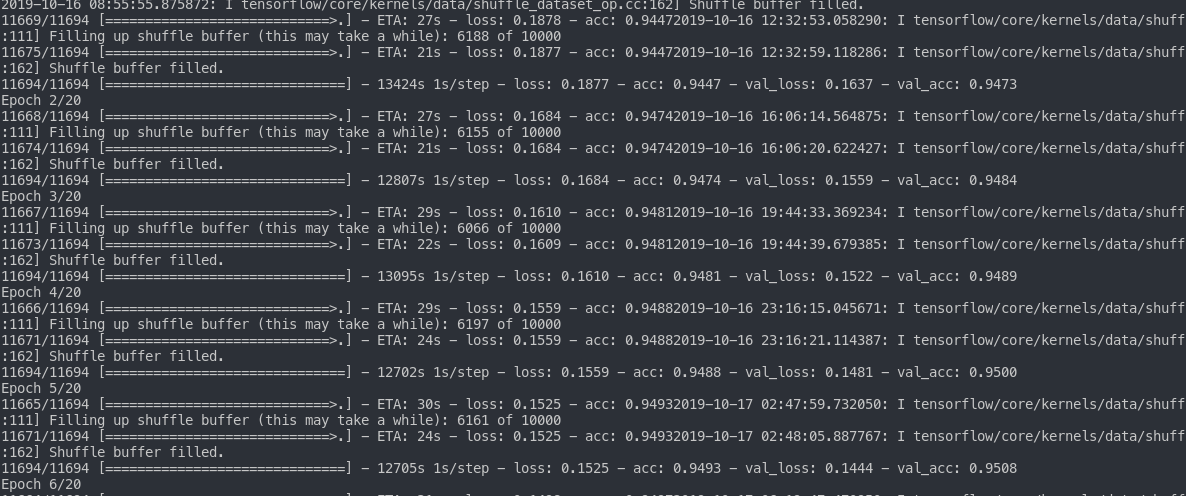 2019-10-16 08:55:55.875872: I tensorflow/core/kernels/data/shuffle_dataset_op.cc:162] Shuffle buffer filled.
11669/11694 [============================>.] - ETA: 27s - loss: 0.1878 - acc: 0.94472019-10-16 12:32:53.058290: I tensorflow/core/kernels/data/shuff
:111] Filling up shuffle buffer (this may take a while): 6188 of 10000
11675/11694 [============================>.] - ETA: 21s - loss: 0.1877 - acc: 0.94472019-10-16 12:32:59.118286: I tensorflow/core/kernels/data/shuff
:162] Shuffle buffer filled.
11694/11694 [==============================] - 13424s 1s/step - loss: 0.1877 - acc: 0.9447 - val_loss: 0.1637 - val_acc: 0.9473
Epoch 2/20
11668/11694 [============================>.] - ETA: 27s - loss: 0.1684 - acc: 0.94742019-10-16 16:06:14.564875: I tensorflow/core/kernels/data/shuff
:111] Filling up shuffle buffer (this may take a while): 6155 of 10000
11674/11694 [============================>.] - ETA: 21s - loss: 0.1684 - acc: 0.94742019-10-16 16:06:20.622427: I tensorflow/core/kernels/data/shuff
:162] Shuffle buffer filled.
11694/11694 [==============================] - 12807s 1s/step - loss: 0.1684 - acc: 0.9474 - val_loss: 0.1559 - val_acc: 0.9484
Epoch 3/20
11667/11694 [============================>.] - ETA: 29s - loss: 0.1610 - acc: 0.94812019-10-16 19:44:33.369234: I tensorflow/core/kernels/data/shuff
:111] Filling up shuffle buffer (this may take a while): 6066 of 10000
11673/11694 [============================>.] - ETA: 22s - loss: 0.1609 - acc: 0.94812019-10-16 19:44:39.679385: I tensorflow/core/kernels/data/shuff
:162] Shuffle buffer filled.
11694/11694 [==============================] - 13095s 1s/step - loss: 0.1610 - acc: 0.9481 - val_loss: 0.1522 - val_acc: 0.9489
Epoch 4/20
11666/11694 [============================>.] - ETA: 29s - loss: 0.1559 - acc: 0.94882019-10-16 23:16:15.045671: I tensorflow/core/kernels/data/shuff
:111] Filling up shuffle buffer (this may take a while): 6197 of 10000
11671/11694 [============================>.] - ETA: 24s - loss: 0.1559 - acc: 0.94882019-10-16 23:16:21.114387: I tensorflow/core/kernels/data/shuff
:162] Shuffle buffer filled.
11694/11694 [==============================] - 12702s 1s/step - loss: 0.1559 - acc: 0.9488 - val_loss: 0.1481 - val_acc: 0.9500
Epoch 5/20
11665/11694 [============================>.] - ETA: 30s - loss: 0.1525 - acc: 0.94932019-10-17 02:47:59.732050: I tensorflow/core/kernels/data/shuff
:111] Filling up shuffle buffer (this may take a while): 6161 of 10000
11671/11694 [============================>.] - ETA: 24s - loss: 0.1525 - acc: 0.94932019-10-17 02:48:05.887767: I tensorflow/core/kernels/data/shuff
:162] Shuffle buffer filled.
11694/11694 [==============================] - 12705s 1s/step - loss: 0.1525 - acc: 0.9493 - val_loss: 0.1444 - val_acc: 0.9508
Epoch 6/20